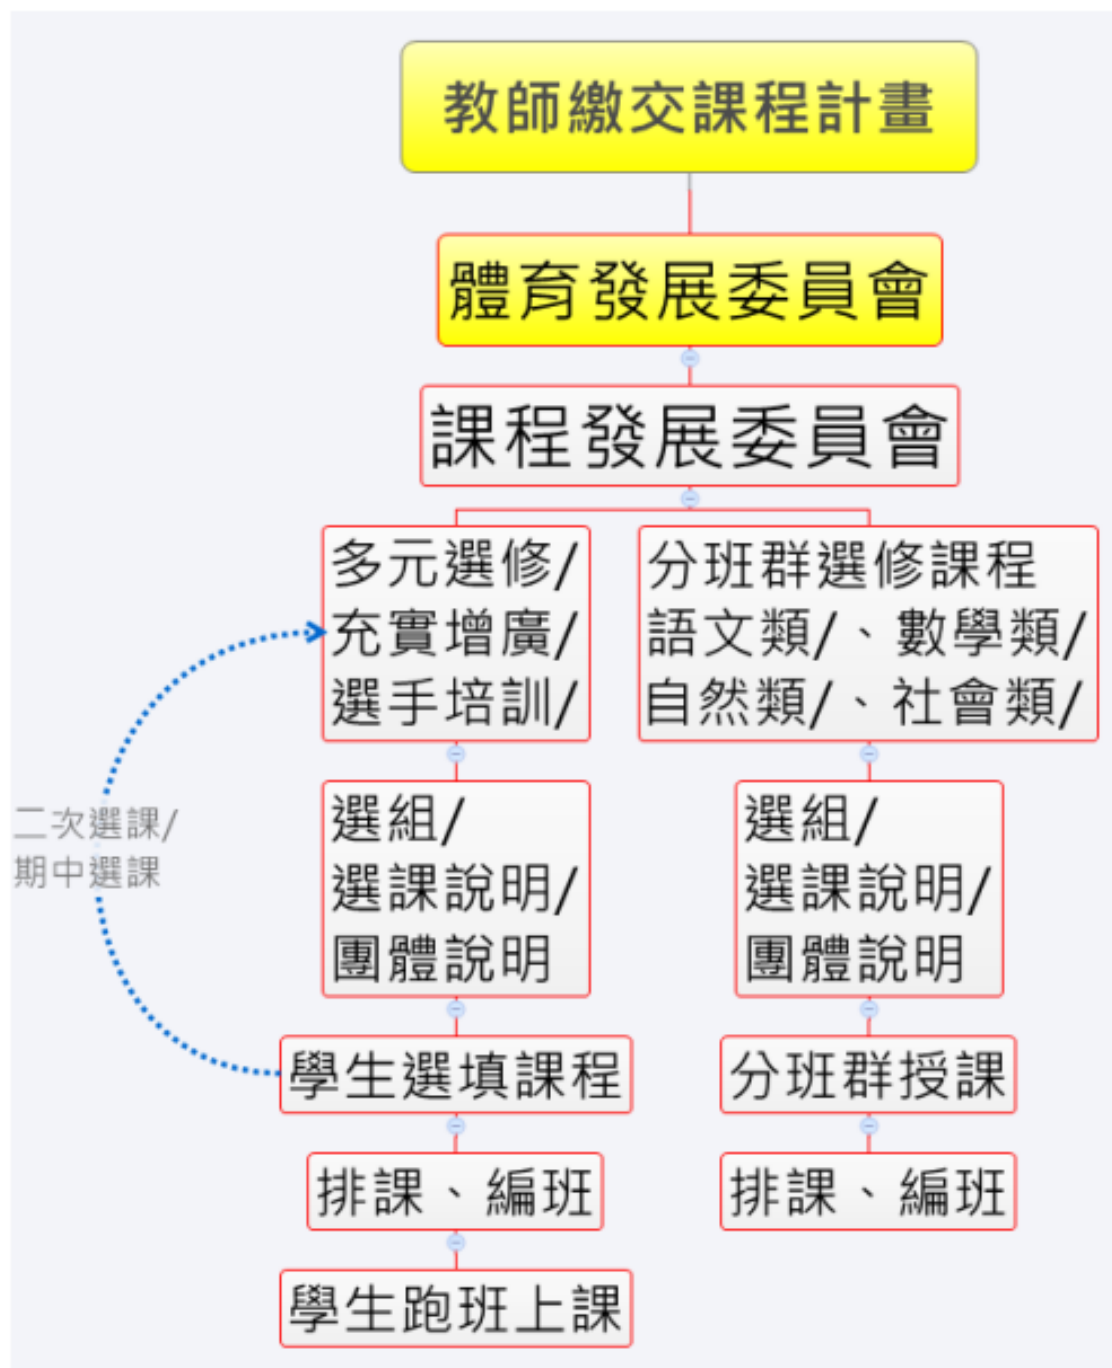 教師繳交課程計畫
體育發展委員會
課程發展委員會
多元選修/
充實增廣/
選手培訓/
分班群選修課程
語文類/、數學類/
自然類/、社會類/
二次選課/
期中選課
選組/
選課說明/
團體說明
選組/
選課說明/
團體說明
學生選填課程
分班群授課
排課、編班
排課、編班
學生跑班上課